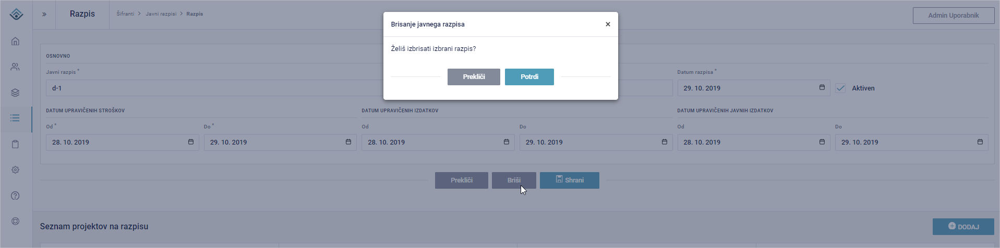 Razpis
Šifranti > Javni razpisi > Razpis
Admin Uporabnik
Brisanje javnega razpisa ×
Želiš izbrisati izbrani razpis?
Prekliči Potrdi
OSNOVNO
Javni razpis *
d-1
Datum razpisa *
29. 10. 2019
Aktiven
DATUM UPRAVIČENIH STROŠKOV
Od * Do *
28. 10. 2019 29. 10. 2019
DATUM UPRAVIČENIH IZDATKOV
Od Do
28. 10. 2019 29. 10. 2019
DATUM UPRAVIČENIH JAVNIH IZDATKOV
Od Do
28. 10. 2019 29. 10. 2019
Prekliči Briši Shrani
Seznam projektov na razpisu
DODAJ